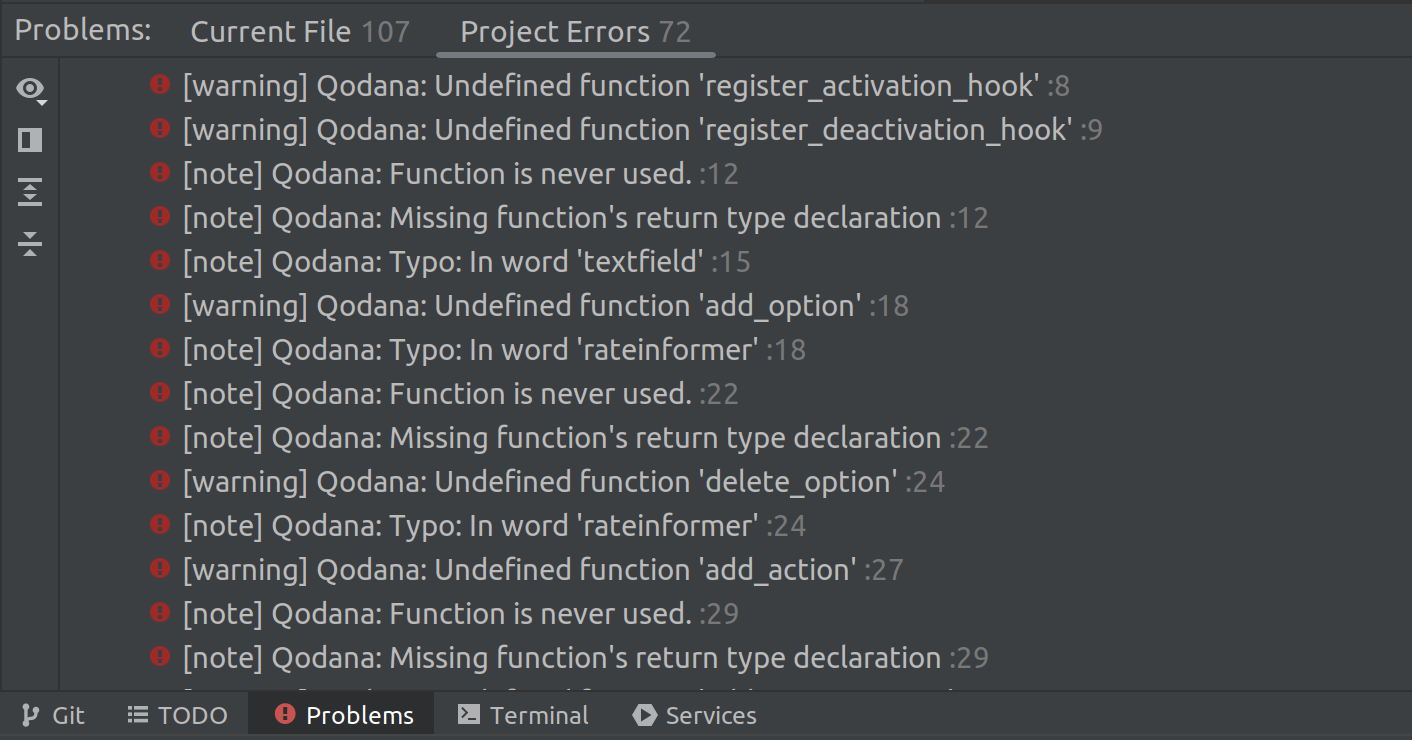 Problems: Current File 107 Project Errors 72
[warning] Qodana: Undefined function 'register_activation_hook' :8
[warning] Qodana: Undefined function 'register_deactivation_hook' :9
[note] Qodana: Function is never used. :12
[note] Qodana: Missing function's return type declaration :12
[note] Qodana: Typo: In word 'textfield' :15
[warning] Qodana: Undefined function 'add_option' :18
[note] Qodana: Typo: In word 'rateinformer' :18
[note] Qodana: Function is never used. :22
[note] Qodana: Missing function's return type declaration :22
[warning] Qodana: Undefined function 'delete_option' :24
[note] Qodana: Typo: In word 'rateinformer' :24
[warning] Qodana: Undefined function 'add_action' :27
[note] Qodana: Function is never used. :29
[note] Qodana: Missing function's return type declaration :29
Git TODO Problems Terminal Services